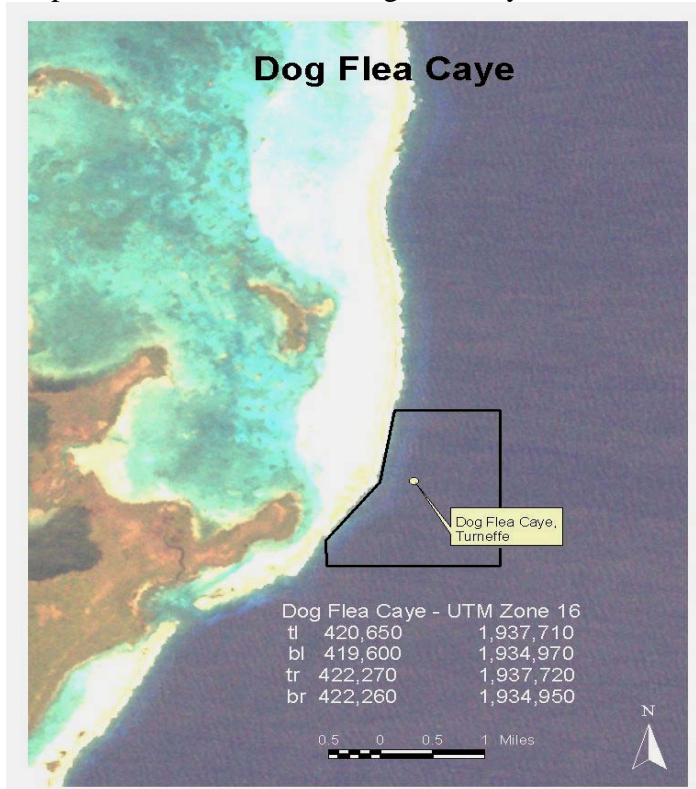 Dog Flea Caye
Dog Flea Caye,
Turneffe
Dog Flea Caye - UTM Zone 16
tl 420,650 1,937,710
bl 419,600 1,934,970
tr 422,270 1,937,720
br 422,260 1,934,950
N
0.5 0 0.5 1 Miles